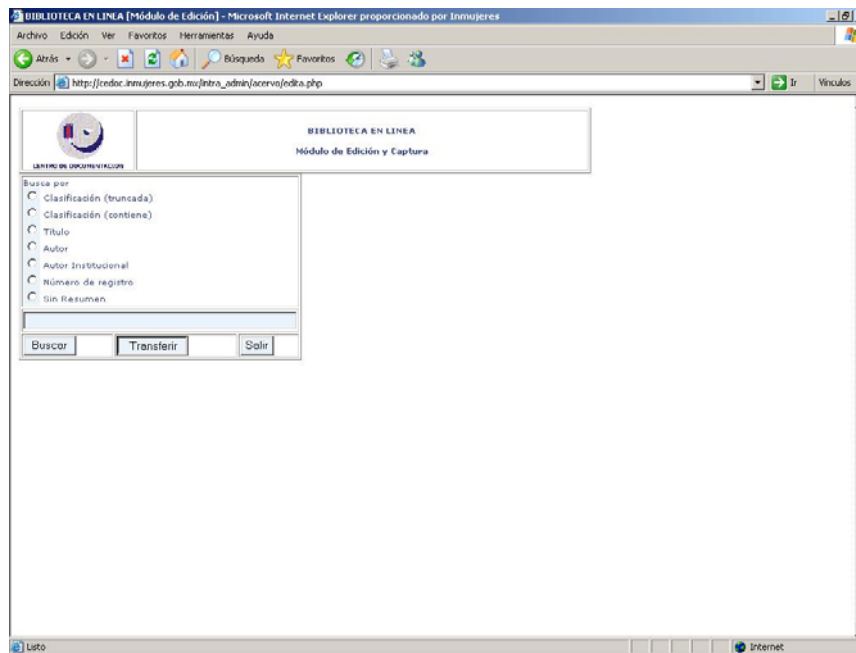 BIBLIOTECA EN LINEA [Módulo de Edición] - Microsoft Internet Explorer proporcionado por Inmujeres
Archivo Edición Ver Favoritos Herramientas Ayuda
Atrás Búsqueda Favoritos
Dirección http://cedoc.inmujeres.gob.mx/intra_admin/acervo/edita.php Ir Vínculos
BIBLIOTECA EN LINEA
Módulo de Edición y Captura
CENTRO DE DOCUMENTACION
Busca por
Clasificación (truncada)
Clasificación (contiene)
Título
Autor
Autor Institucional
Número de registro
Sin Resumen
Buscar Transferir Salir
Listo Internet